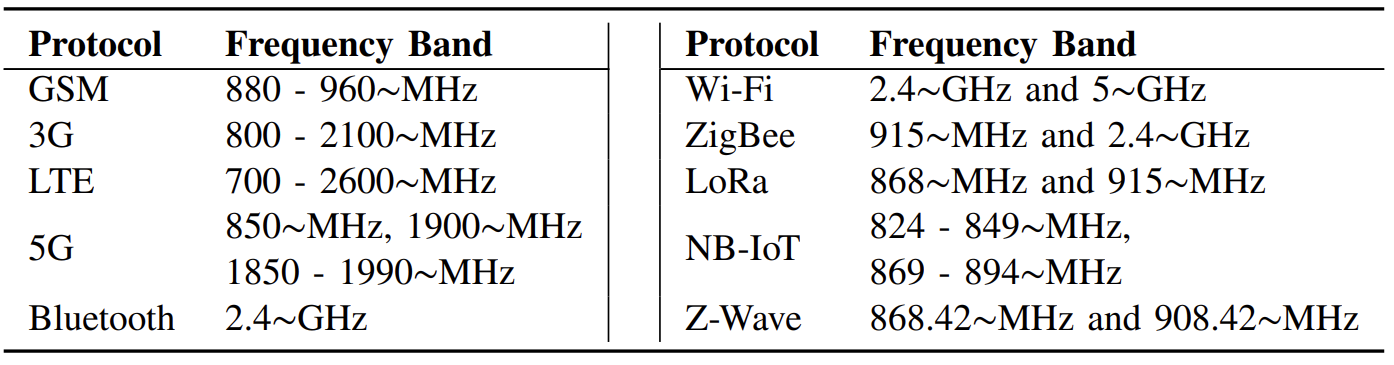 Protocol Frequency Band Protocol Frequency Band
GSM 880 - 960~MHz Wi-Fi 2.4~GHz and 5~GHz
3G 800 - 2100~MHz ZigBee 915~MHz and 2.4~GHz
LTE 700 - 2600~MHz LoRa 868~MHz and 915~MHz
5G 850~MHz, 1900~MHz NB-IoT 824 - 849~MHz,
1850 - 1990~MHz 869 - 894~MHz
Bluetooth 2.4~GHz Z-Wave 868.42~MHz and 908.42~MHz